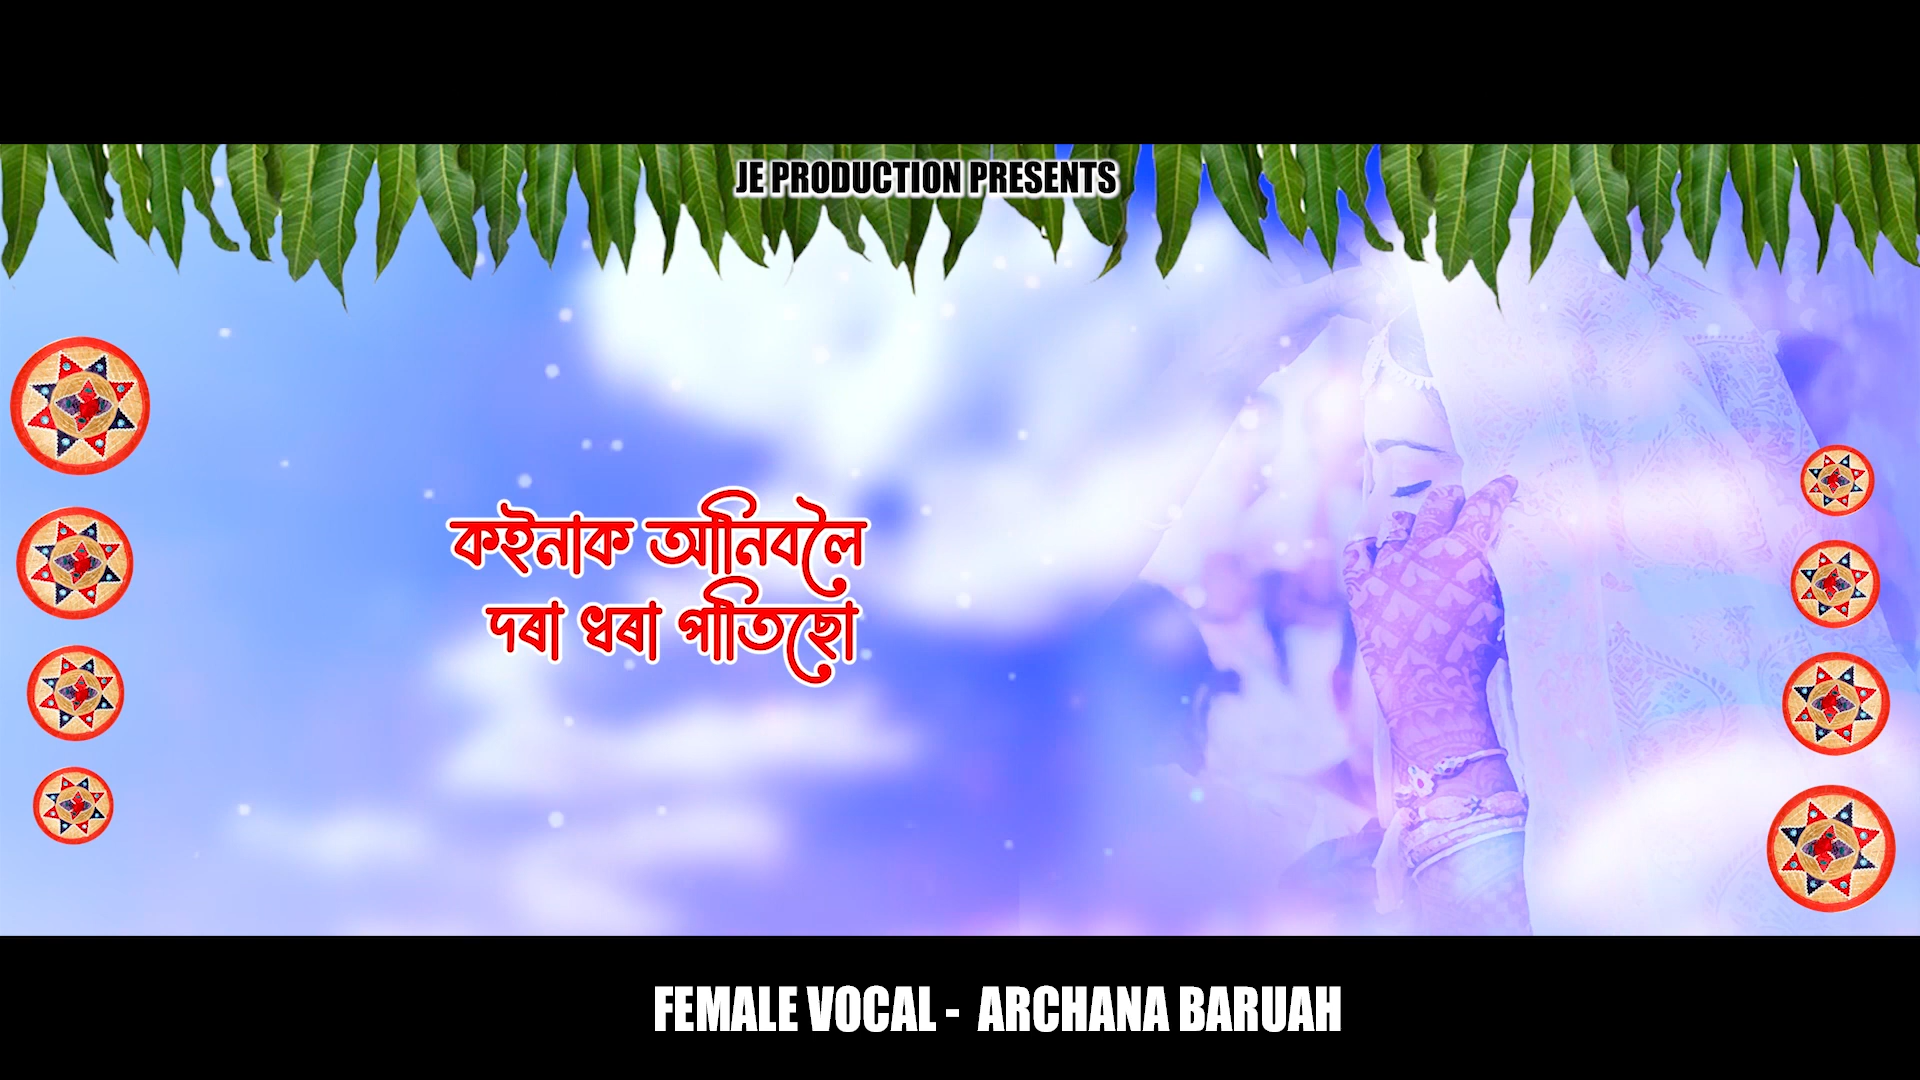 JE PRODUCTION PRESENTS
কইনাক আনিবলৈ
দৰা ধৰা পাতিছো
FEMALE VOCAL - ARCHANA BARUAH